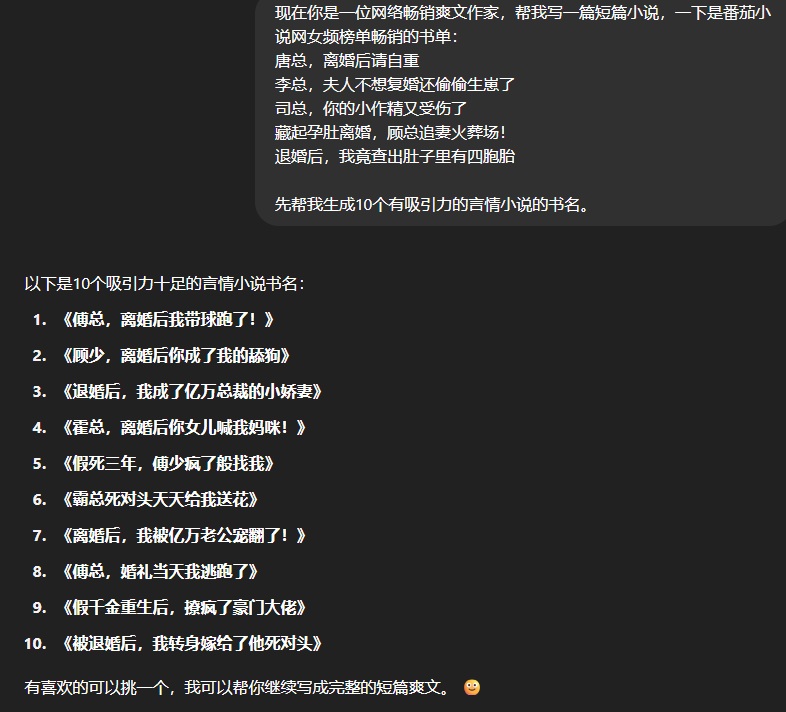 现在你是一位网络畅销爽文作家，帮我写一篇短篇小说，一下是番茄小
说网女频榜单畅销的书单：
唐总，离婚后请自重
李总，夫人不想复婚还偷偷生崽了
司总，你的小作精又受伤了
藏起孕肚离婚，顾总追妻火葬场！
退婚后，我竟查出肚子里有四胞胎
先帮我生成10个有吸引力的言情小说的书名。
以下是10个吸引力十足的言情小说书名：
1. 《傅总，离婚后我带球跑了！》
2. 《顾少，离婚后你成了我的舔狗》
3. 《退婚后，我成了亿万总裁的小娇妻》
4. 《霍总，离婚后你女儿喊我妈咪！》
5. 《假死三年，傅少疯了般找我》
6. 《霸总死对头天天给我送花》
7. 《离婚后，我被亿万老公宠翻了！》
8. 《傅总，婚礼当天我逃跑了》
9. 《假千金重生后，撩疯了豪门大佬》
10. 《被退婚后，我转身嫁给了他死对头》
有喜欢的可以挑一个，我可以帮你继续写成完整的短篇爽文。